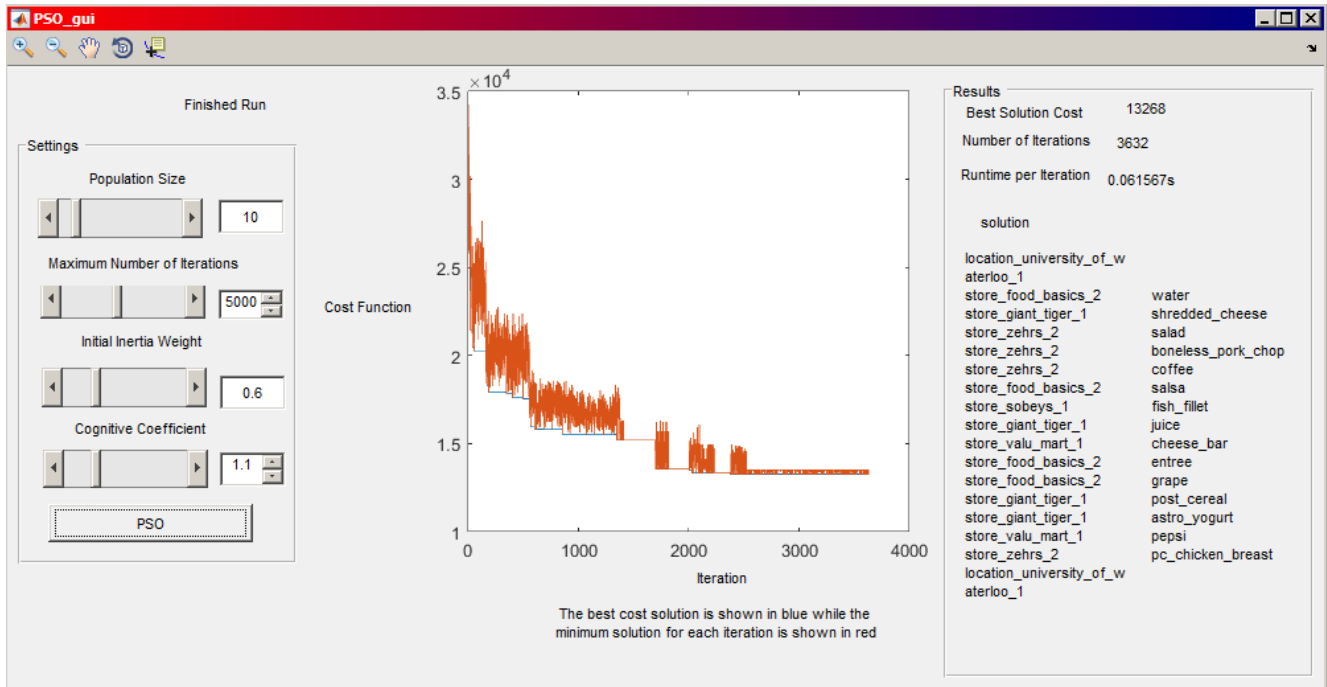 PSO_gui
Finished Run
Settings
Population Size
10
Maximum Number of Iterations
5000
Initial Inertia Weight
0.6
Cognitive Coefficient
1.1
PSO
×10⁴
3.5
3
2.5
2
1.5
1
Cost Function
0
1000
2000
3000
4000
Iteration
The best cost solution is shown in blue while the
minimum solution for each iteration is shown in red
Results
Best Solution Cost 13268
Number of Iterations 3632
Runtime per Iteration 0.061567s
solution
location_university_of_w
aterloo_1
store_food_basics_2 water
store_giant_tiger_1 shredded_cheese
store_zehrs_2 salad
store_zehrs_2 boneless_pork_chop
store_zehrs_2 coffee
store_food_basics_2 salsa
store_sobeys_1 fish_fillet
store_giant_tiger_1 juice
store_valu_mart_1 cheese_bar
store_food_basics_2 entree
store_food_basics_2 grape
store_giant_tiger_1 post_cereal
store_giant_tiger_1 astro_yogurt
store_valu_mart_1 pepsi
store_zehrs_2 pc_chicken_breast
location_university_of_w
aterloo_1